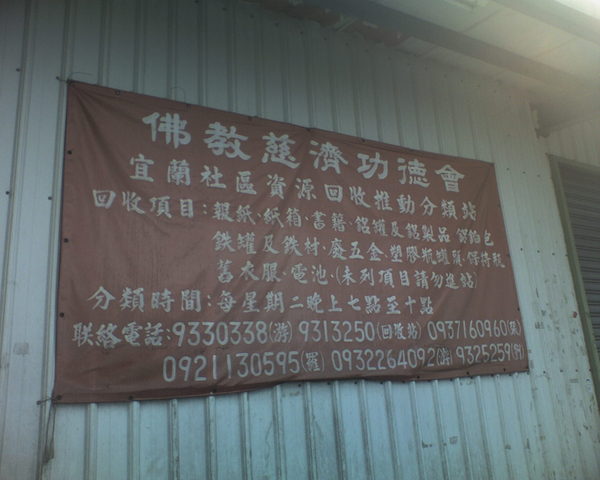 佛教慈濟功德會
宜蘭社區資源回收推動分類站
回收項目：報紙、紙箱、書籍、鋁罐及鋁製品 鋁鉑包
鐵罐及鉄材、廢五金、塑膠瓶罐類、保特瓶
舊衣服、電池、(未列項目請勿進站)
分類時間：每星期二晚上七點至十點
联絡電話：9330338(游) 9313250(回收站) 0937160960
0921130595(羅) 0932264092(游) 9325259